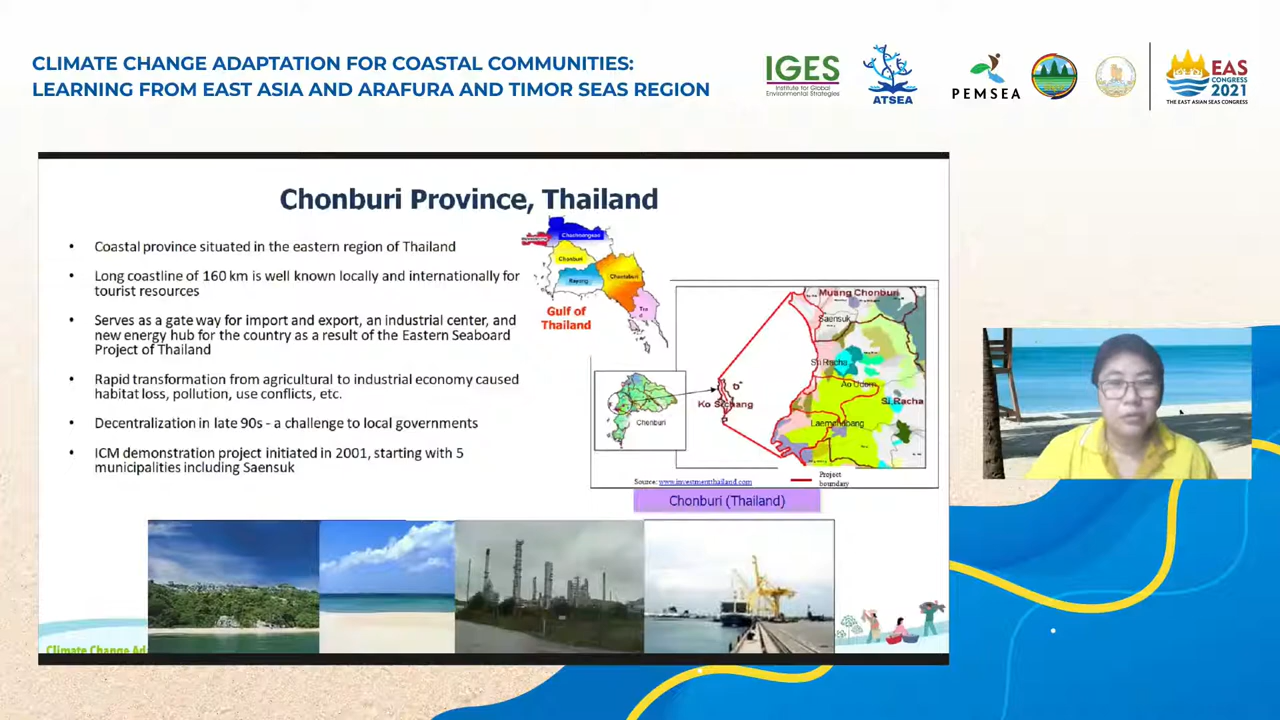 CLIMATE CHANGE ADAPTATION FOR COASTAL COMMUNITIES:
LEARNING FROM EAST ASIA AND ARAFURA AND TIMOR SEAS REGION
IGES
Institute for Global
Environmental Strategies
ATSEA
PEMSEA
EAS
CONGRESS
2021
THE EAST ASIAN SEAS CONGRESS
Chonburi Province, Thailand
• Coastal province situated in the eastern region of Thailand
• Long coastline of 160 km is well known locally and internationally for
tourist resources
• Serves as a gate way for import and export, an industrial center, and
new energy hub for the country as a result of the Eastern Seaboard
Project of Thailand
• Rapid transformation from agricultural to industrial economy caused
habitat loss, pollution, use conflicts, etc.
• Decentralization in late 90s - a challenge to local governments
• ICM demonstration project initiated in 2001, starting with 5
municipalities including Saensuk
Chonburi
Rayong
Gulf of
Thailand
Muang Chonburi
Saensuk
Sri Racha
Ao Udom
Ko Sichang
Si Racha
Laemchabang
Chonburi
Source: www.investmentthailand.com
Project
boundary
Chonburi (Thailand)
Climate Change Ad